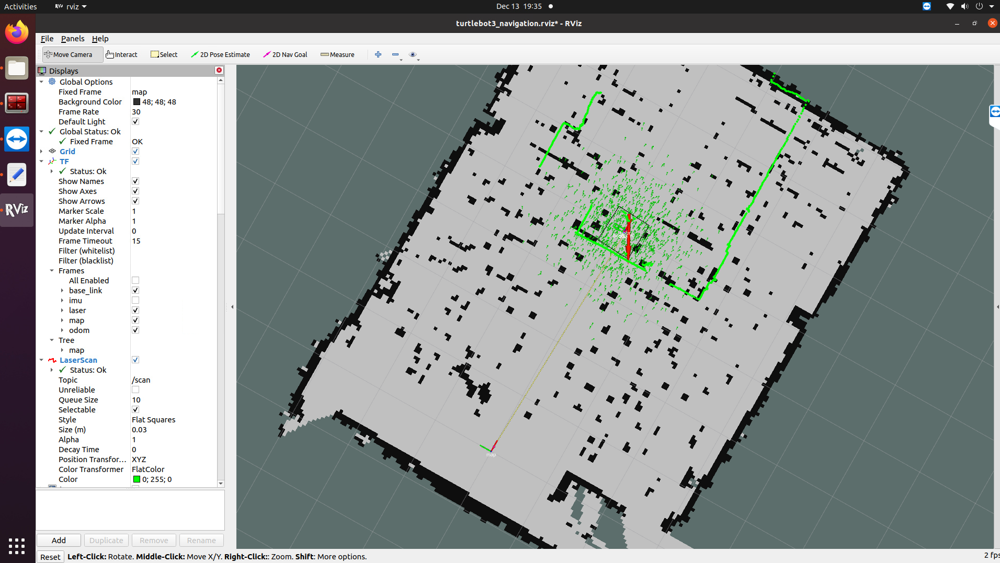 Activities
RViz
rviz
Dec 13 19:35
turtlebot3_navigation.rviz* - RViz
File Panels Help
Move Camera Interact Select 2D Pose Estimate 2D Nav Goal Measure
Displays
Global Options
Fixed Frame map
Background Color 48; 48; 48
Frame Rate 30
Default Light
Global Status: Ok
Fixed Frame OK
Grid
TF
Status: Ok
Show Names
Show Axes
Show Arrows
Marker Scale 1
Marker Alpha 1
Update Interval 0
Frame Timeout 15
Filter (whitelist)
Filter (blacklist)
Frames
All Enabled
base_link
imu
laser
map
odom
Tree
map
LaserScan
Status: Ok
Topic /scan
Unreliable
Queue Size 10
Selectable
Style Flat Squares
Size (m) 0.03
Alpha 1
Decay Time 0
Position Transfor... XYZ
Color Transformer FlatColor
Color 0; 255; 0
Add Duplicate Remove Rename
Reset Left-Click: Rotate. Middle-Click: Move X/Y. Right-Click:: Zoom. Shift: More options.
2 fps
RViz
map